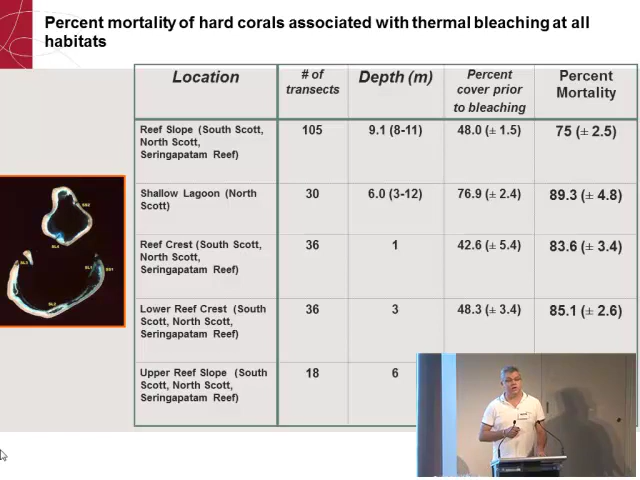 Percent mortality of hard corals associated with thermal bleaching at all
habitats
Location
# of
transects
Depth (m)
Percent
cover prior
to bleaching
Percent
Mortality
Reef Slope (South Scott,
North Scott,
Seringapatam Reef)
105
9.1 (8-11)
48.0 (± 1.5)
75 (± 2.5)
Shallow Lagoon (North
Scott)
30
6.0 (3-12)
76.9 (± 2.4)
89.3 (± 4.8)
Reef Crest (South Scott,
North Scott,
Seringapatam Reef)
36
1
42.6 (± 5.4)
83.6 (± 3.4)
Lower Reef Crest (South
Scott, North Scott,
Seringapatam Reef)
36
3
48.3 (± 3.4)
85.1 (± 2.6)
Upper Reef Slope (South
Scott, North Scott,
Seringapatam Reef)
18
6